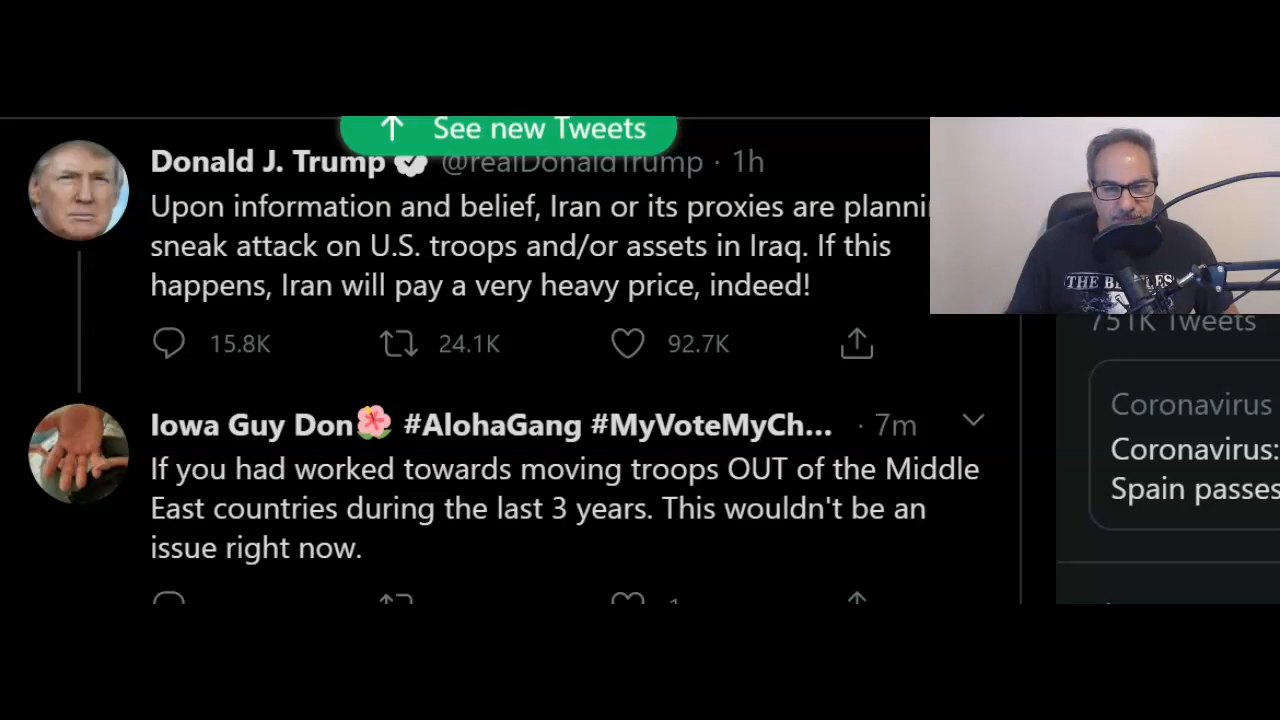 See new Tweets
Donald J. Trump @realDonaldTrump · 1h
Upon information and belief, Iran or its proxies are
sneak attack on U.S. troops and/or assets in Iraq. If this
happens, Iran will pay a very heavy price, indeed!
15.8K 24.1K 92.7K
THE
751K Tweets
Iowa Guy Don🌺 #AlohaGang #MyVoteMyCh... · 7m
If you had worked towards moving troops OUT of the Middle
East countries during the last 3 years. This wouldn't be an
issue right now.
1
Coronavirus
Coronavirus:
Spain passes